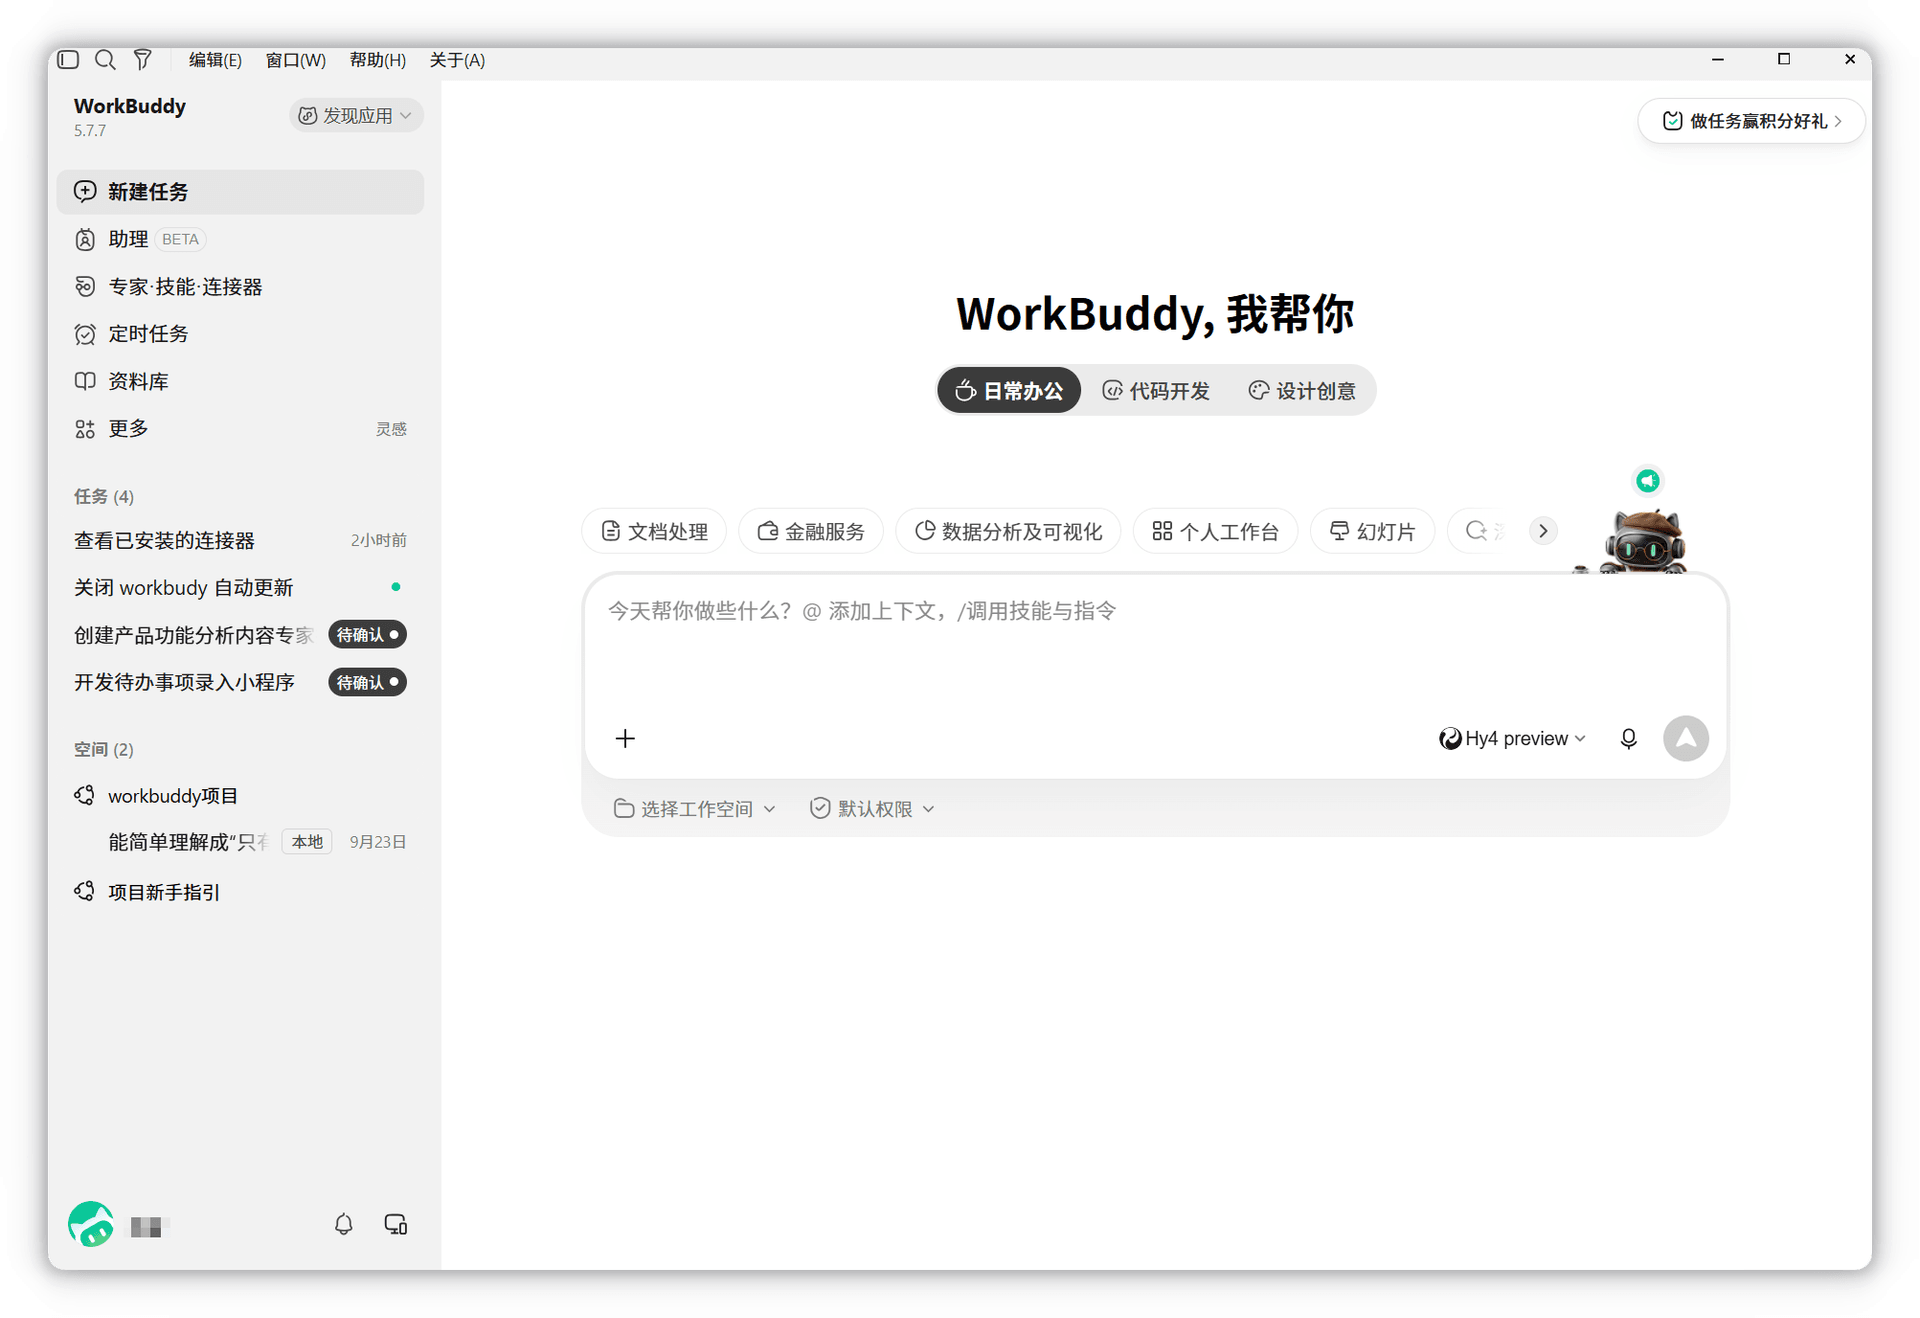 编辑(E) 窗口(W) 帮助(H) 关于(A)
WorkBuddy
5.7.7
发现应用
做任务赢积分好礼
新建任务
助理 BETA
专家·技能·连接器
定时任务
资料库
更多 灵感
任务 (4)
查看已安装的连接器 2小时前
关闭 workbudy 自动更新
创建产品功能分析内容专家 待确认
开发待办事项录入小程序 待确认
空间 (2)
workbuddy项目
能简单理解成“只有 本地 9月23日
项目新手指引
WorkBuddy, 我帮你
日常办公 代码开发 设计创意
文档处理 金融服务 数据分析及可视化 个人工作台 幻灯片
今天帮你做些什么？@ 添加上下文，/调用技能与指令
Hy4 preview
选择工作空间 默认权限